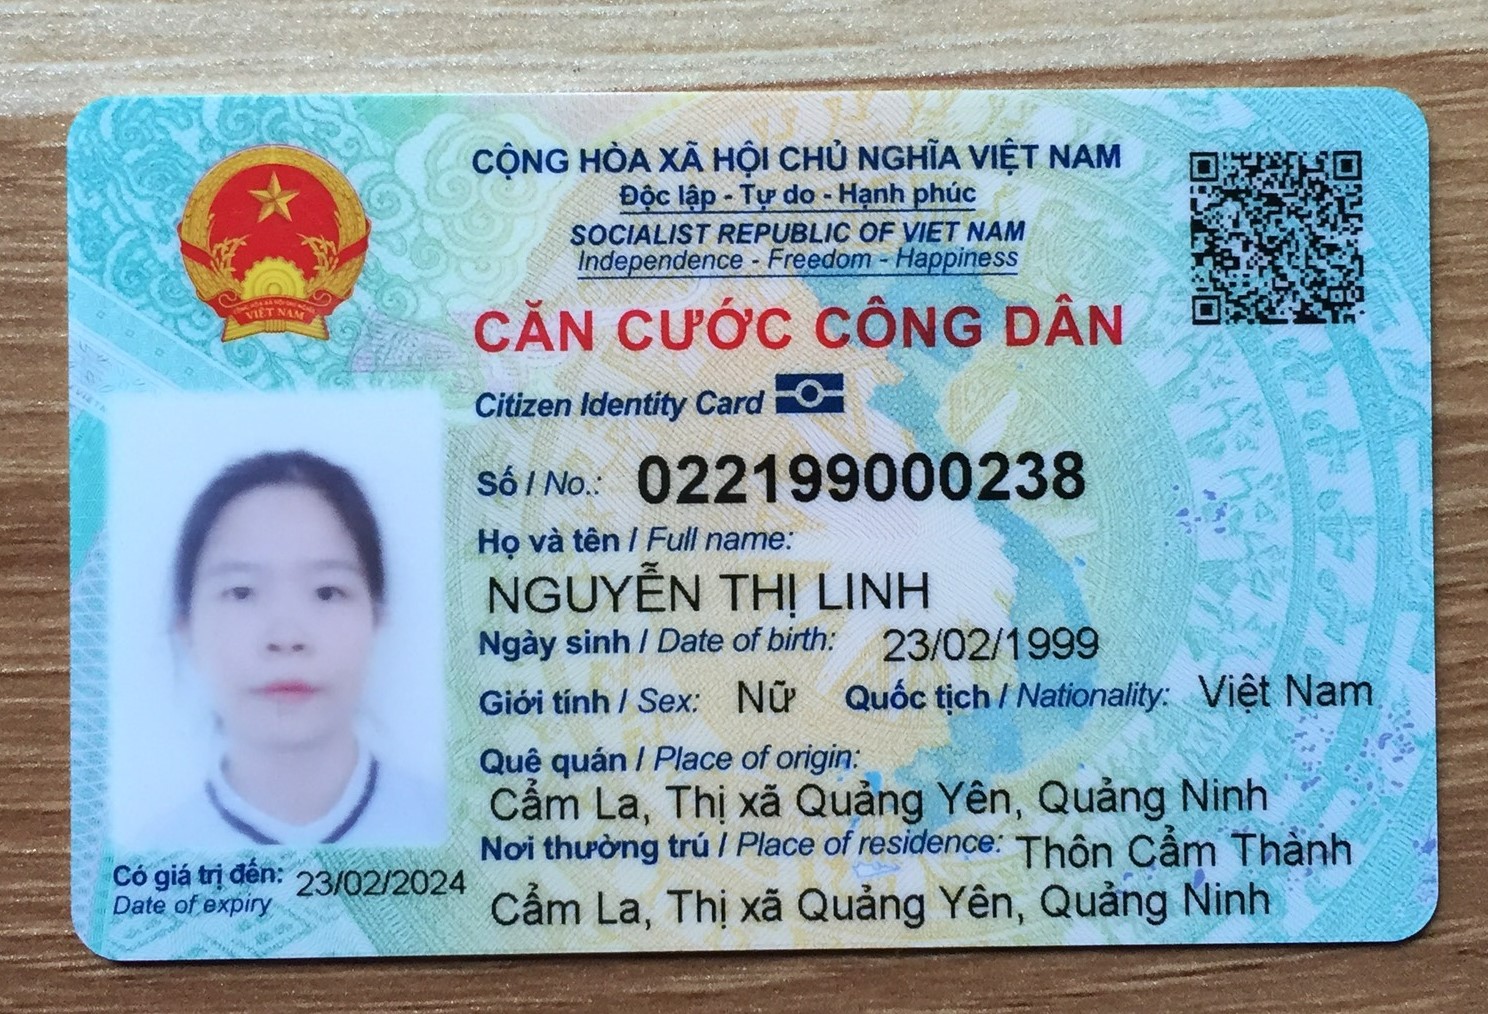 CỘNG HÒA XÃ HỘI CHỦ NGHĨA VIỆT NAM
Độc lập - Tự do - Hạnh phúc
SOCIALIST REPUBLIC OF VIET NAM
Independence - Freedom - Happiness
CĂN CƯỚC CÔNG DÂN
Citizen Identity Card
VIỆT NAM
Số / No.: 022199000238
Họ và tên / Full name:
NGUYỄN THỊ LINH
Ngày sinh / Date of birth: 23/02/1999
Giới tính / Sex: Nữ Quốc tịch / Nationality: Việt Nam
Quê quán / Place of origin:
Cẩm La, Thị xã Quảng Yên, Quảng Ninh
Nơi thường trú / Place of residence: Thôn Cẩm Thành
Cẩm La, Thị xã Quảng Yên, Quảng Ninh
Có giá trị đến: 23/02/2024
Date of expiry